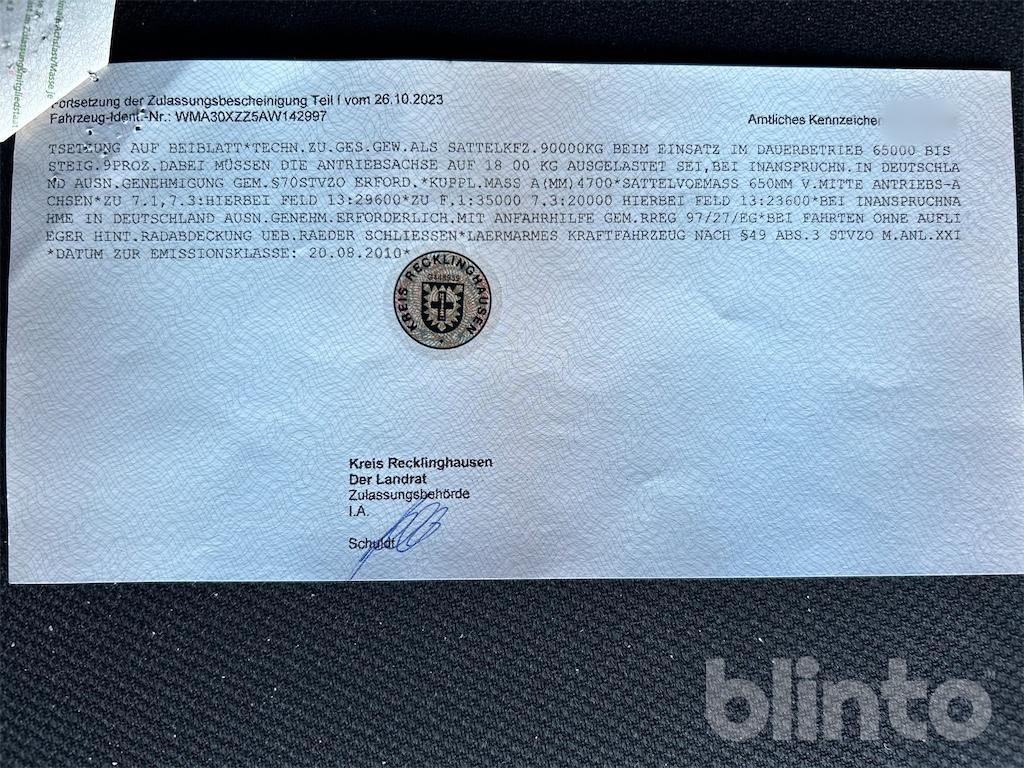 Fortsetzung der Zulassungsbescheinigung Teil I vom 26.10.2023
Fahrzeug-Ident.-Nr.: WMA30XZZ5AW142997
Amtliches Kennzeichen
TSETZUNG AUF BEIBLATT*TECHN.ZU.GES.GEW.ALS SATTELKFZ.90000KG BEIM EINSATZ IM DAUERBETRIEB 65000 BIS
STEIG.9PROZ.DABEI MÜSSEN DIE ANTRIEBSACHSE AUF 18 00 KG AUSGELASTET SEI,BEI INANSPRUCHN.IN DEUTSCHLA
ND AUSN.GENEHMIGUNG GEM.§70STVZO ERFORD.*KUPPL.MASS A(MM)4700*SATTELVOEMASS 650MM V.MITTE ANTRIEBS-A
CHSEN*ZU 7.1,7.3:HIERBEI FELD 13:29600*ZU F.1:35000 7.3:20000 HIERBEI FELD 13:23600*BEI INANSPRUCHNA
HME IN DEUTSCHLAND AUSN.GENEHM.ERFORDERLICH.MIT ANFAHRHILFE GEM.RREG 97/27/EG*BEI FAHRTEN OHNE AUFLI
EGER HINT.RADABDECKUNG UEB.RAEDER SCHLIESSEN*LAERMARMES KRAFTFAHRZEUG NACH §49 ABS.3 STVZO M.ANL.XXI
*DATUM ZUR EMISSIONSKLASSE: 20.08.2010*
KREIS RECKLINGHAUSEN
Kreis Recklinghausen
Der Landrat
Zulassungsbehörde
I.A.
Schuldt
blinto